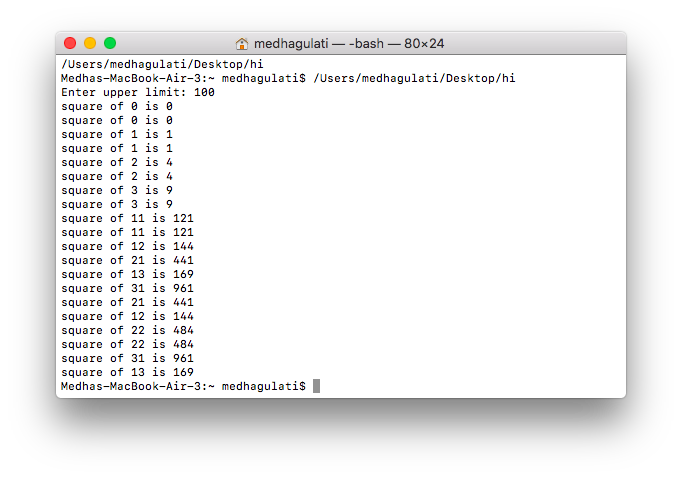 medhagulati — -bash — 80×24
/Users/medhagulati/Desktop/hi
Medhas-MacBook-Air-3:~ medhagulati$ /Users/medhagulati/Desktop/hi
Enter upper limit: 100
square of 0 is 0
square of 0 is 0
square of 1 is 1
square of 1 is 1
square of 2 is 4
square of 2 is 4
square of 3 is 9
square of 3 is 9
square of 11 is 121
square of 11 is 121
square of 12 is 144
square of 21 is 441
square of 13 is 169
square of 31 is 961
square of 21 is 441
square of 12 is 144
square of 22 is 484
square of 22 is 484
square of 31 is 961
square of 13 is 169
Medhas-MacBook-Air-3:~ medhagulati$